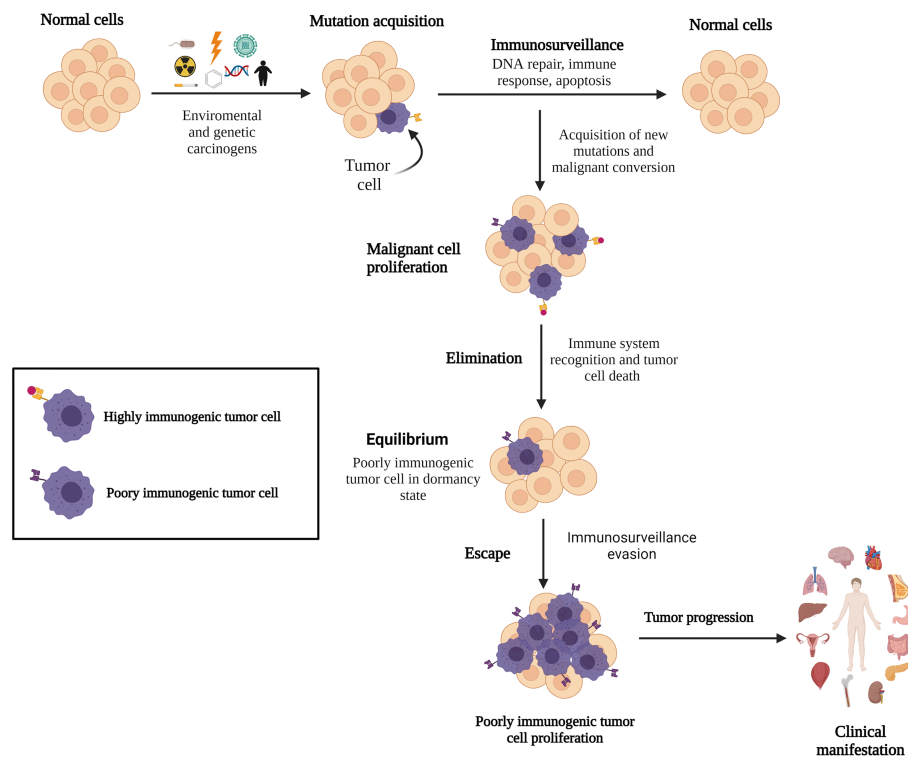 Normal cells
Mutation acquisition
Normal cells
Immunosurveillance
DNA repair, immune
response, apoptosis
Enviromental
and genetic
carcinogens
Tumor
cell
Acquisition of new
mutations and
malignant conversion
Malignant cell
proliferation
Elimination
Immune system
recognition and tumor
cell death
Highly immunogenic tumor cell
Poory immunogenic tumor cell
Equilibrium
Poorly immunogenic
tumor cell in dormancy
state
Escape
Immunosurveillance
evasion
Tumor progression
Poorly immunogenic tumor
cell proliferation
Clinical
manifestation